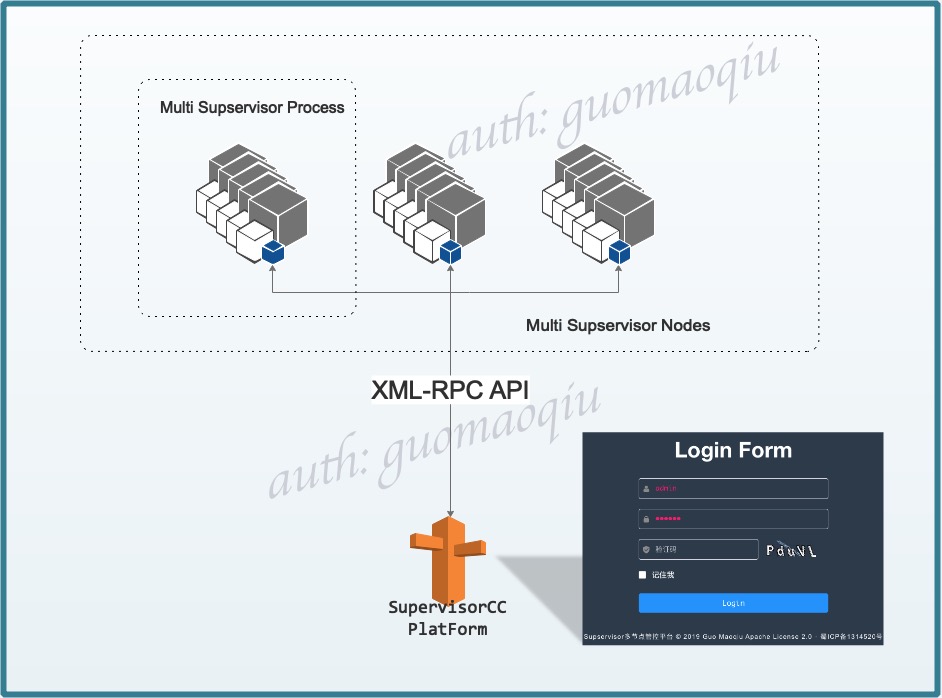 auth: guomaoqiu
Multi Supservisor Process
Multi Supservisor Nodes
XML-RPC API
auth: guomaoqiu
Login Form
admin
••••••
验证码
PduVL
记住我
Login
SupervisorCC
PlatForm
Supservisor多节点管控平台 © 2019 Guo Maoqiu Apache License 2.0 · 蜀ICP备1314520号